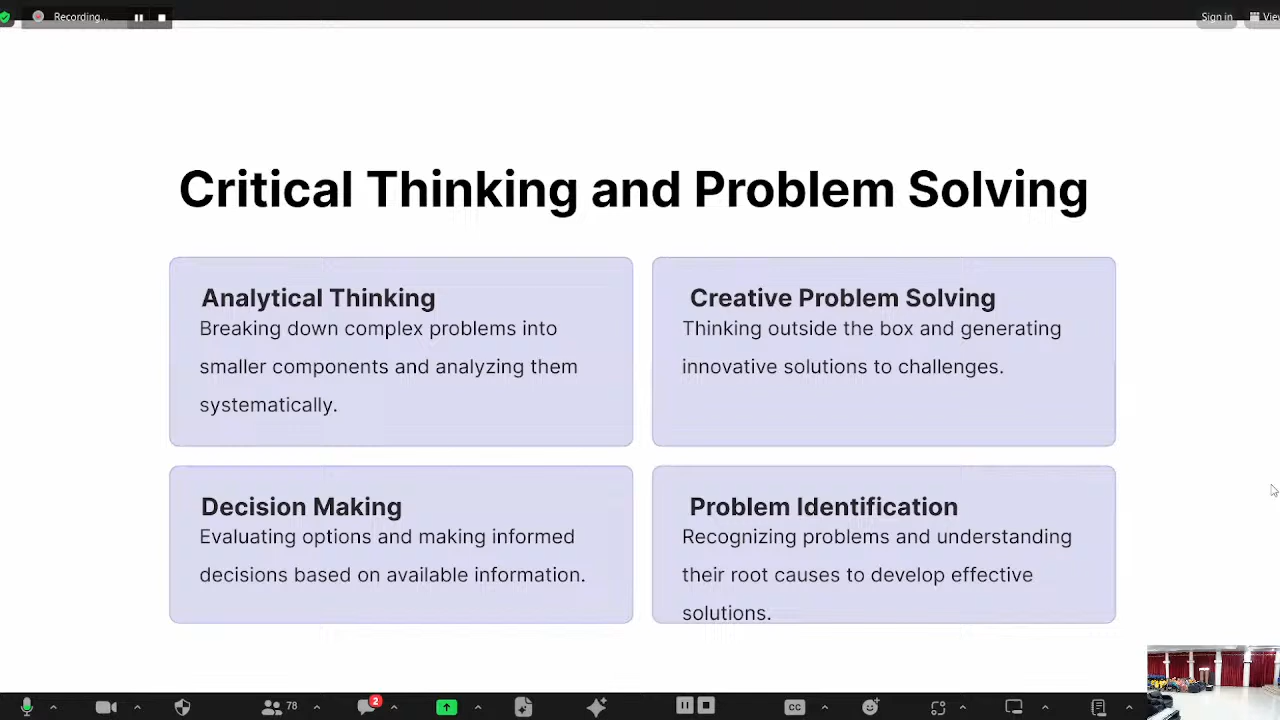 Recording...
Sign in
Critical Thinking and Problem Solving
Analytical Thinking
Breaking down complex problems into
smaller components and analyzing them
systematically.
Creative Problem Solving
Thinking outside the box and generating
innovative solutions to challenges.
Decision Making
Evaluating options and making informed
decisions based on available information.
Problem Identification
Recognizing problems and understanding
their root causes to develop effective
solutions.
78
2
CC